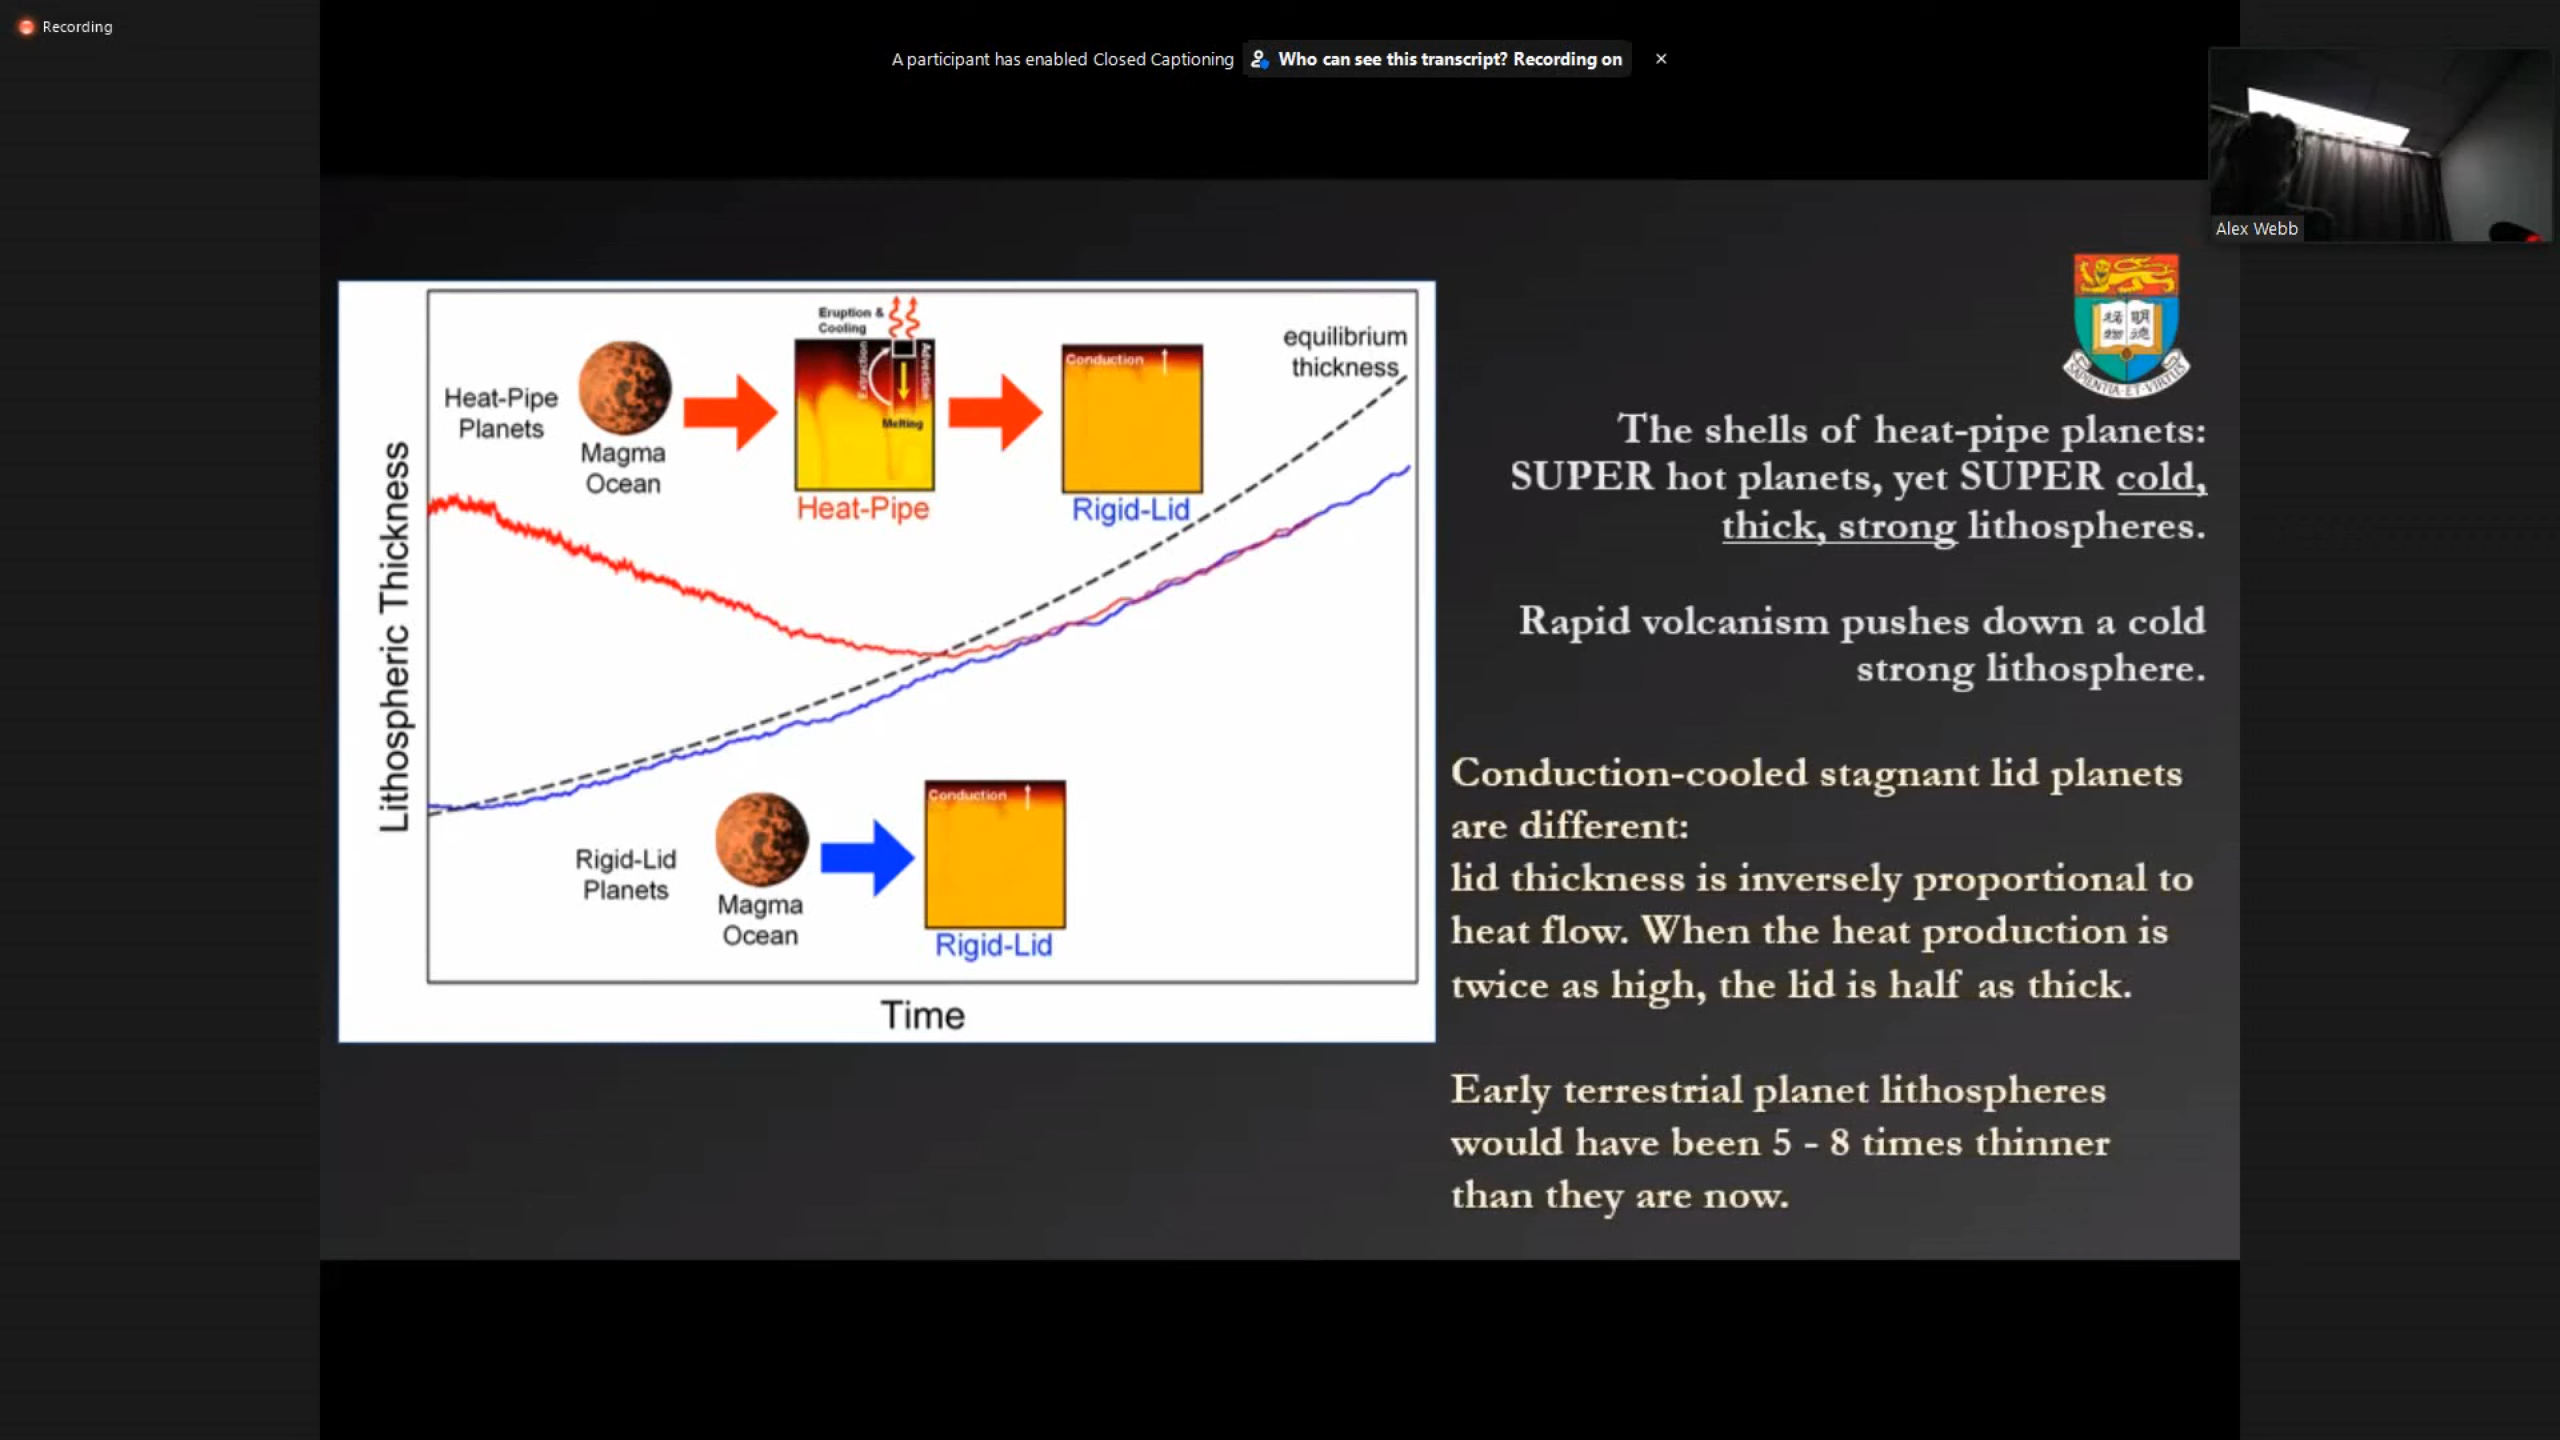 Recording
A participant has enabled Closed Captioning Who can see this transcript? Recording on
Alex Webb
SAPIENTIA·ET·VIRTUS
equilibrium
thickness
Eruption &
Cooling
Extraction
Advection
Melting
Heat-Pipe
Planets
Magma
Ocean
Heat-Pipe
Conduction
Rigid-Lid
Rigid-Lid
Planets
Magma
Ocean
Conduction
Rigid-Lid
Lithospheric Thickness
Time
The shells of heat-pipe planets:
SUPER hot planets, yet SUPER cold,
thick, strong lithospheres.
Rapid volcanism pushes down a cold
strong lithosphere.
Conduction-cooled stagnant lid planets
are different:
lid thickness is inversely proportional to
heat flow. When the heat production is
twice as high, the lid is half as thick.
Early terrestrial planet lithospheres
would have been 5 - 8 times thinner
than they are now.